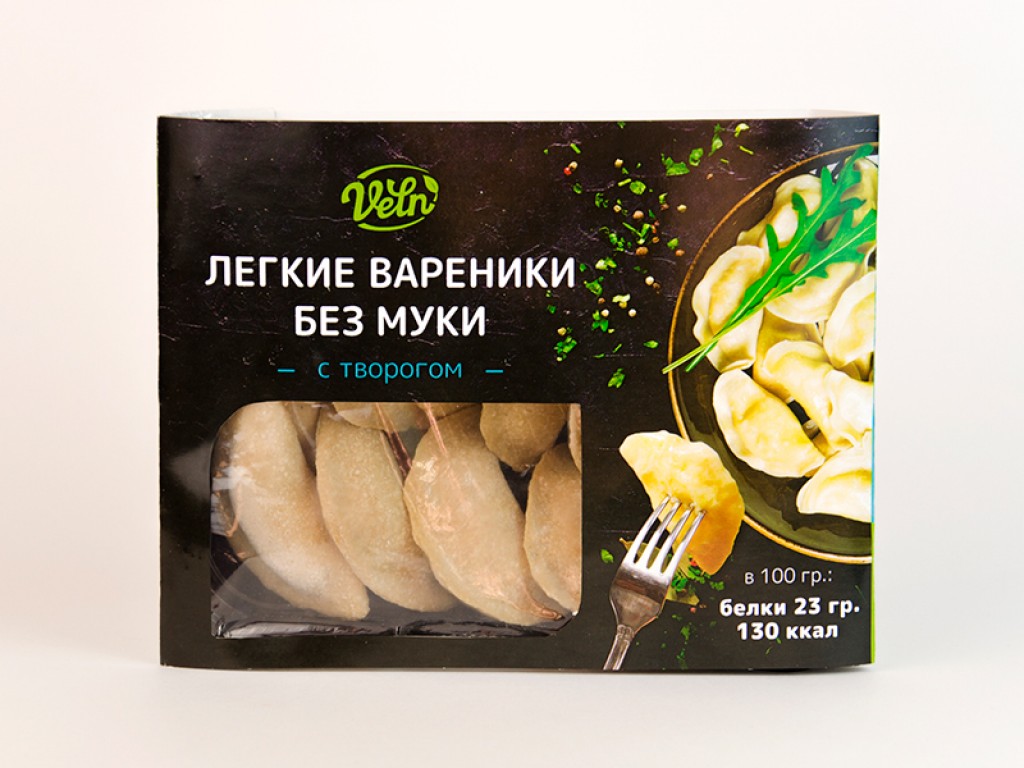 Veln
ЛЕГКИЕ ВАРЕНИКИ
БЕЗ МУКИ
– с творогом –
в 100 гр.:
белки 23 гр.
130 ккал